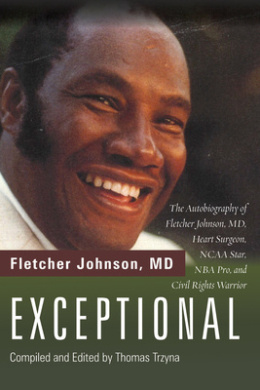 The Autobiography of
Fletcher Johnson, MD,
Heart Surgeon,
NCAA Star,
NBA Pro, and
Civil Rights Warrior
Fletcher Johnson, MD
EXCEPTIONAL
Compiled and Edited by Thomas Trzyna